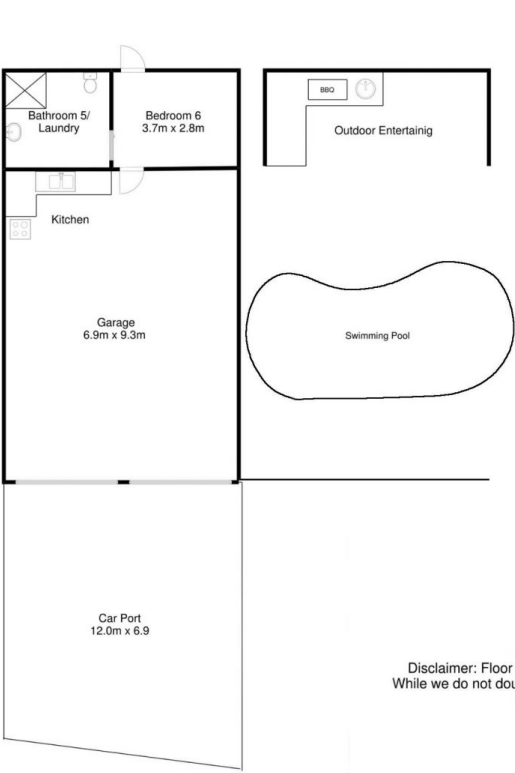 Bathroom 5/
Laundry
Bedroom 6
3.7m x 2.8m
BBQ
Outdoor Entertainig
Kitchen
Garage
6.9m x 9.3m
Swimming Pool
Car Port
12.0m x 6.9
Disclaimer: Floor
While we do not dou